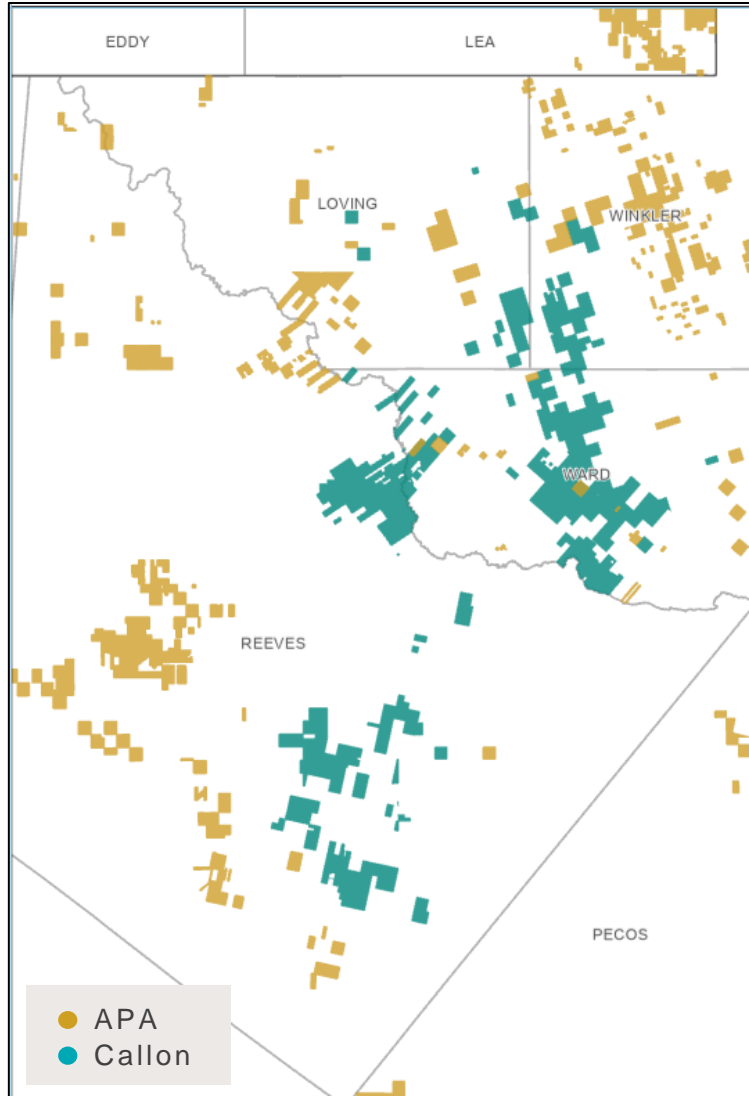 EDDY
LEA
LOVING
WINKLER
WARD
REEVES
PECOS
APA
Callon